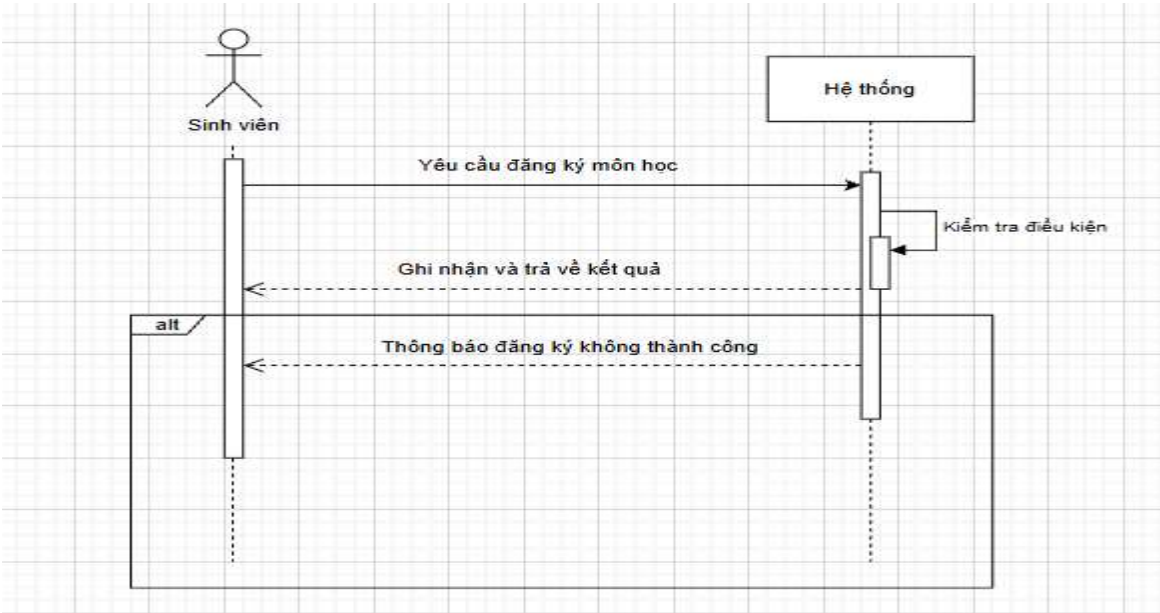 Hệ thống
Sinh viên
Yêu cầu đăng ký môn học
Kiểm tra điều kiện
Ghi nhận và trả về kết quả
alt
Thông báo đăng ký không thành công